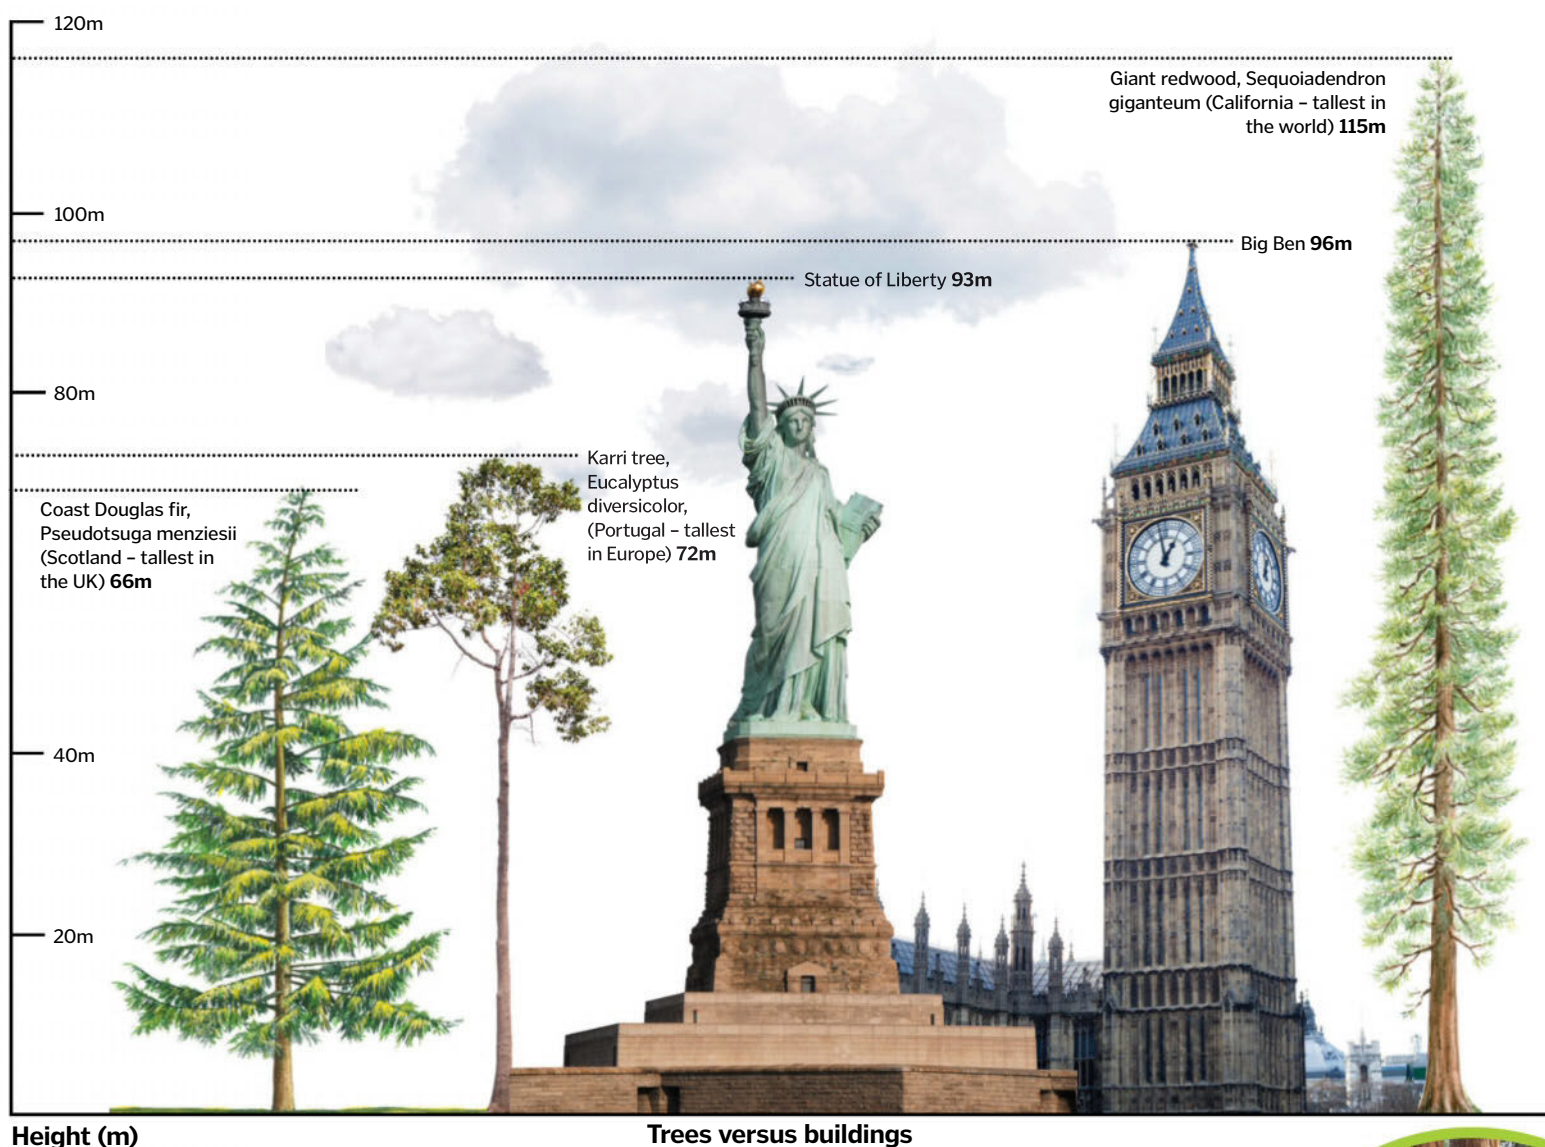 120m
Giant redwood, Sequoiadendron
giganteum (California – tallest in
the world) 115m
100m
Big Ben 96m
Statue of Liberty 93m
80m
Karri tree,
Eucalyptus
diversicolor,
(Portugal – tallest
in Europe) 72m
Coast Douglas fir,
Pseudotsuga menziesii
(Scotland – tallest in
the UK) 66m
40m
20m
Height (m)
Trees versus buildings